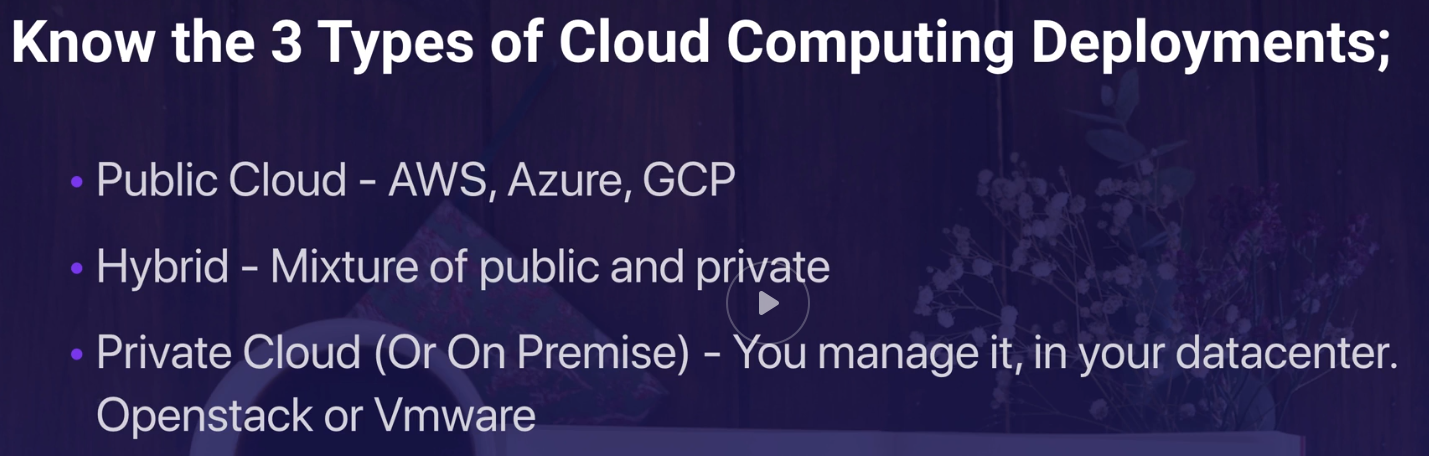 Know the 3 Types of Cloud Computing Deployments;
• Public Cloud - AWS, Azure, GCP
• Hybrid - Mixture of public and private
• Private Cloud (Or On Premise) - You manage it, in your datacenter.
Openstack or Vmware